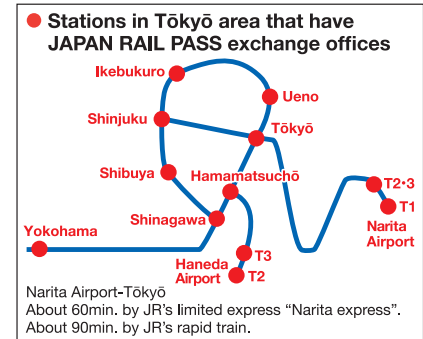 Stations in Tōkyō area that have
JAPAN RAIL PASS exchange offices
Ikebukuro
Ueno
Shinjuku
Tōkyō
Shibuya
Hamamatsuchō
T2•3
T1
Shinagawa
Narita
Airport
Yokohama
T3
Haneda
Airport
T2
Narita Airport-Tōkyō
About 60min. by JR's limited express “Narita express”.
About 90min. by JR's rapid train.